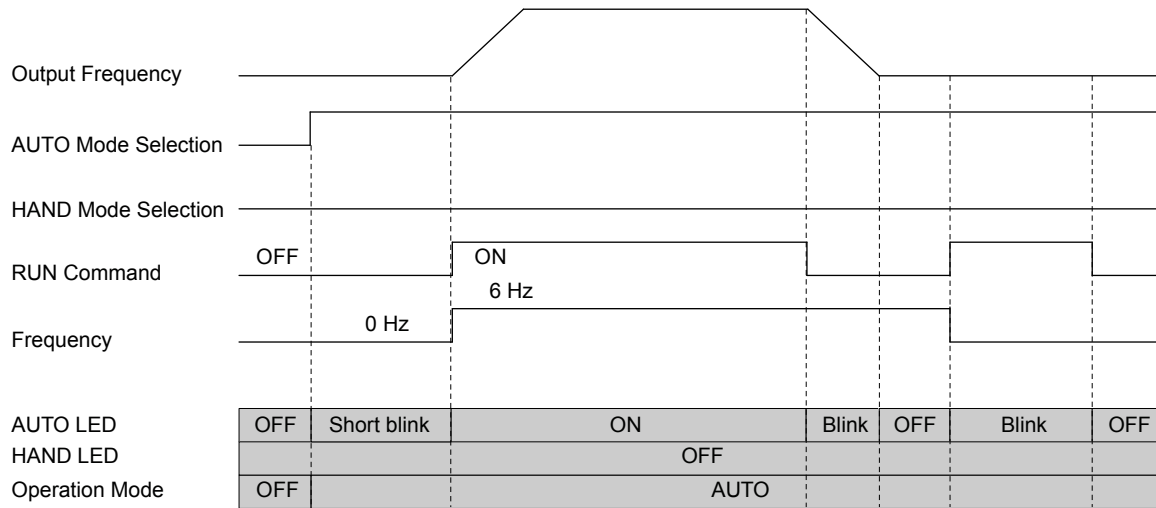 Output Frequency
AUTO Mode Selection
HAND Mode Selection
OFF ON
RUN Command
6 Hz
0 Hz
Frequency
AUTO LED OFF Short blink ON Blink OFF Blink OFF
HAND LED OFF
Operation Mode OFF AUTO